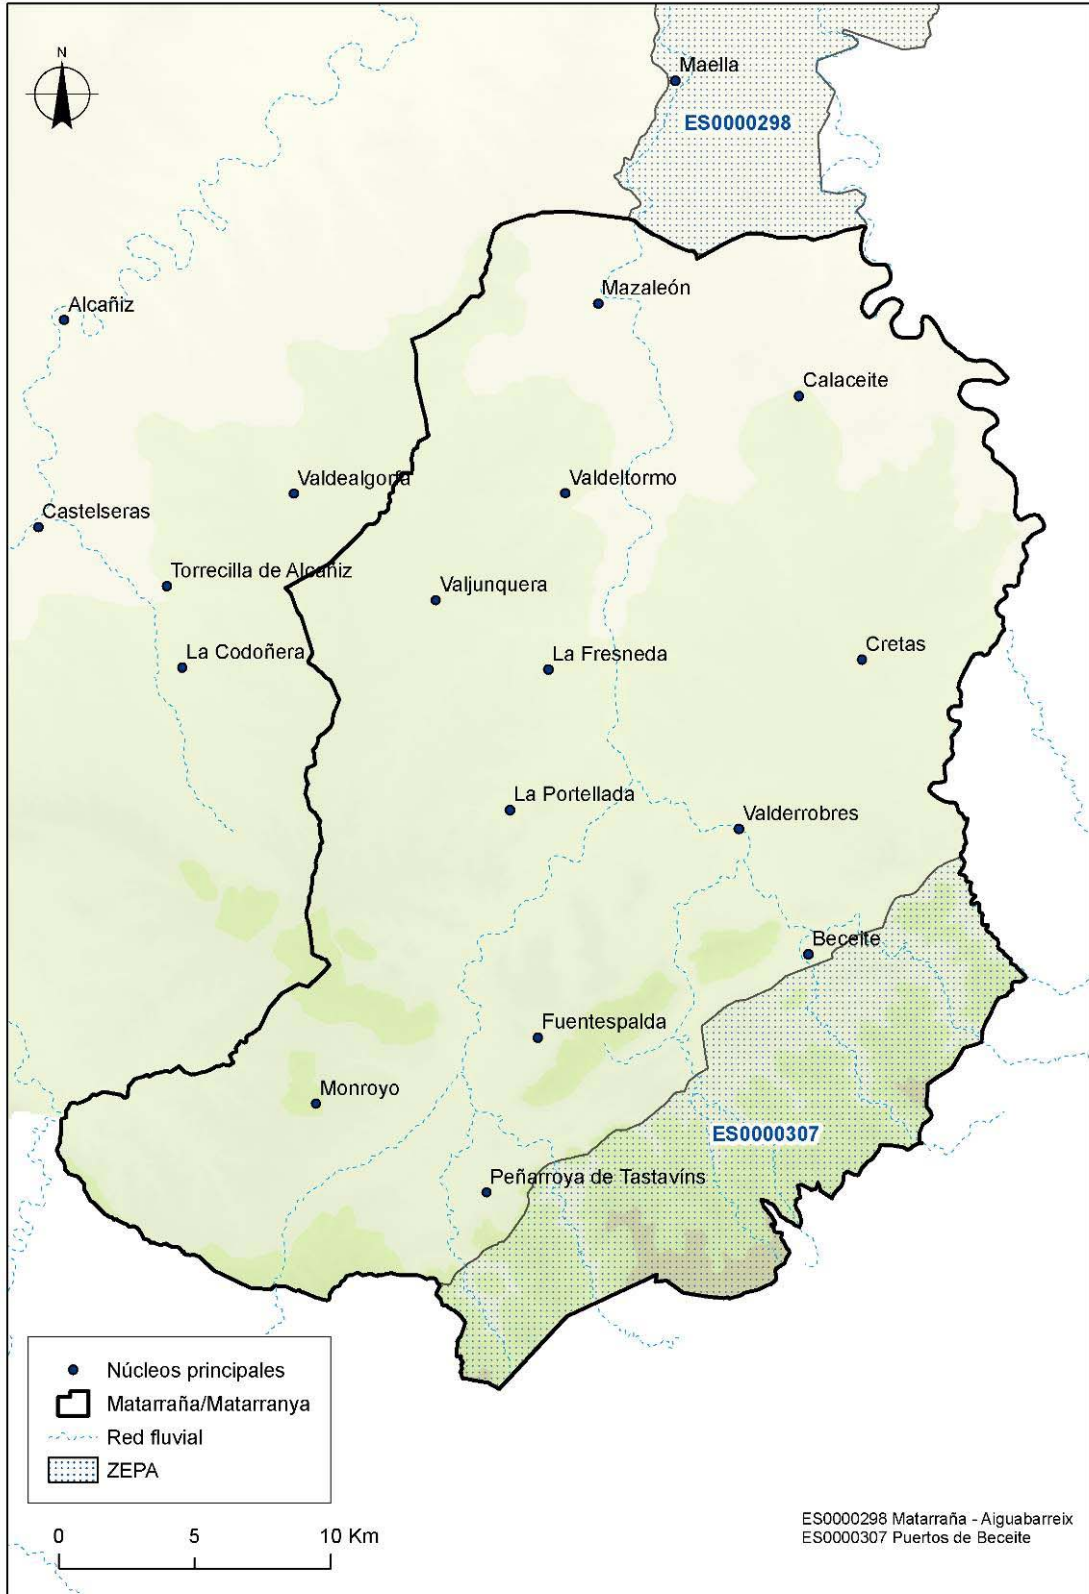 N
Maella
ES0000298
Mazaleón
Alcañiz
Calaceite
Valdealgorfa
Valdeltormo
Castelseras
Torrecilla de Alcañiz
Valjunquera
La Codoñera
La Fresneda
Cretas
La Portellada
Valderrobres
Beceite
Fuentespalda
Monroyo
ES0000307
Peñarroya de Tastavíns
Núcleos principales
Matarraña/Matarranya
Red fluvial
ZEPA
0 5 10 Km
ES0000298 Matarraña - Aiguabarreix
ES0000307 Puertos de Beceite